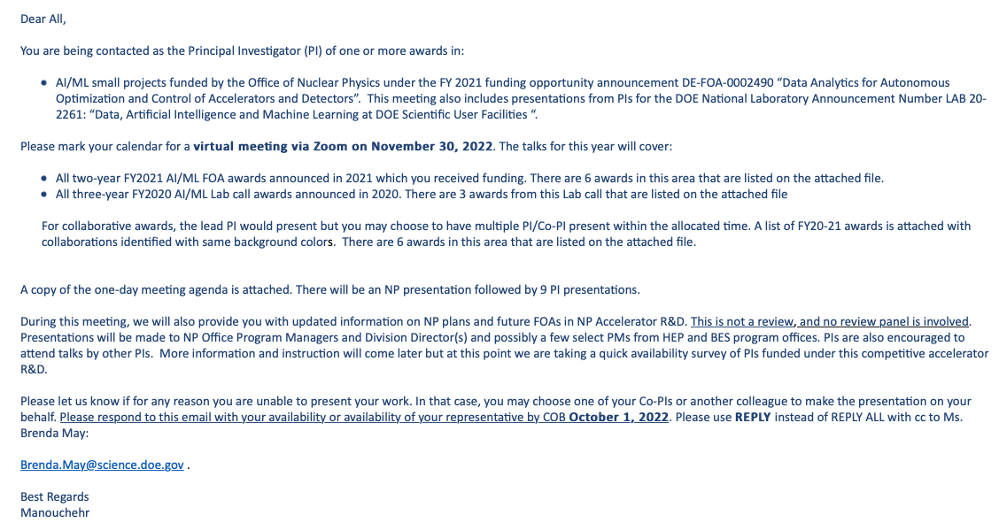 Dear All,
You are being contacted as the Principal Investigator (PI) of one or more awards in:
• AI/ML small projects funded by the Office of Nuclear Physics under the FY 2021 funding opportunity announcement DE-FOA-0002490 “Data Analytics for Autonomous
Optimization and Control of Accelerators and Detectors”.  This meeting also includes presentations from PIs for the DOE National Laboratory Announcement Number LAB 20-
2261: “Data, Artificial Intelligence and Machine Learning at DOE Scientific User Facilities “.
Please mark your calendar for a virtual meeting via Zoom on November 30, 2022. The talks for this year will cover:
• All two-year FY2021 AI/ML FOA awards announced in 2021 which you received funding. There are 6 awards in this area that are listed on the attached file.
• All three-year FY2020 AI/ML Lab call awards announced in 2020. There are 3 awards from this Lab call that are listed on the attached file
For collaborative awards, the lead PI would present but you may choose to have multiple PI/Co-PI present within the allocated time. A list of FY20-21 awards is attached with
collaborations identified with same background colors.  There are 6 awards in this area that are listed on the attached file.
A copy of the one-day meeting agenda is attached. There will be an NP presentation followed by 9 PI presentations.
During this meeting, we will also provide you with updated information on NP plans and future FOAs in NP Accelerator R&D. This is not a review, and no review panel is involved.
Presentations will be made to NP Office Program Managers and Division Director(s) and possibly a few select PMs from HEP and BES program offices. PIs are also encouraged to
attend talks by other PIs.  More information and instruction will come later but at this point we are taking a quick availability survey of PIs funded under this competitive accelerator
R&D.
Please let us know if for any reason you are unable to present your work. In that case, you may choose one of your Co-PIs or another colleague to make the presentation on your
behalf. Please respond to this email with your availability or availability of your representative by COB October 1, 2022. Please use REPLY instead of REPLY ALL with cc to Ms.
Brenda May:
Brenda.May@science.doe.gov .
Best Regards
Manouchehr